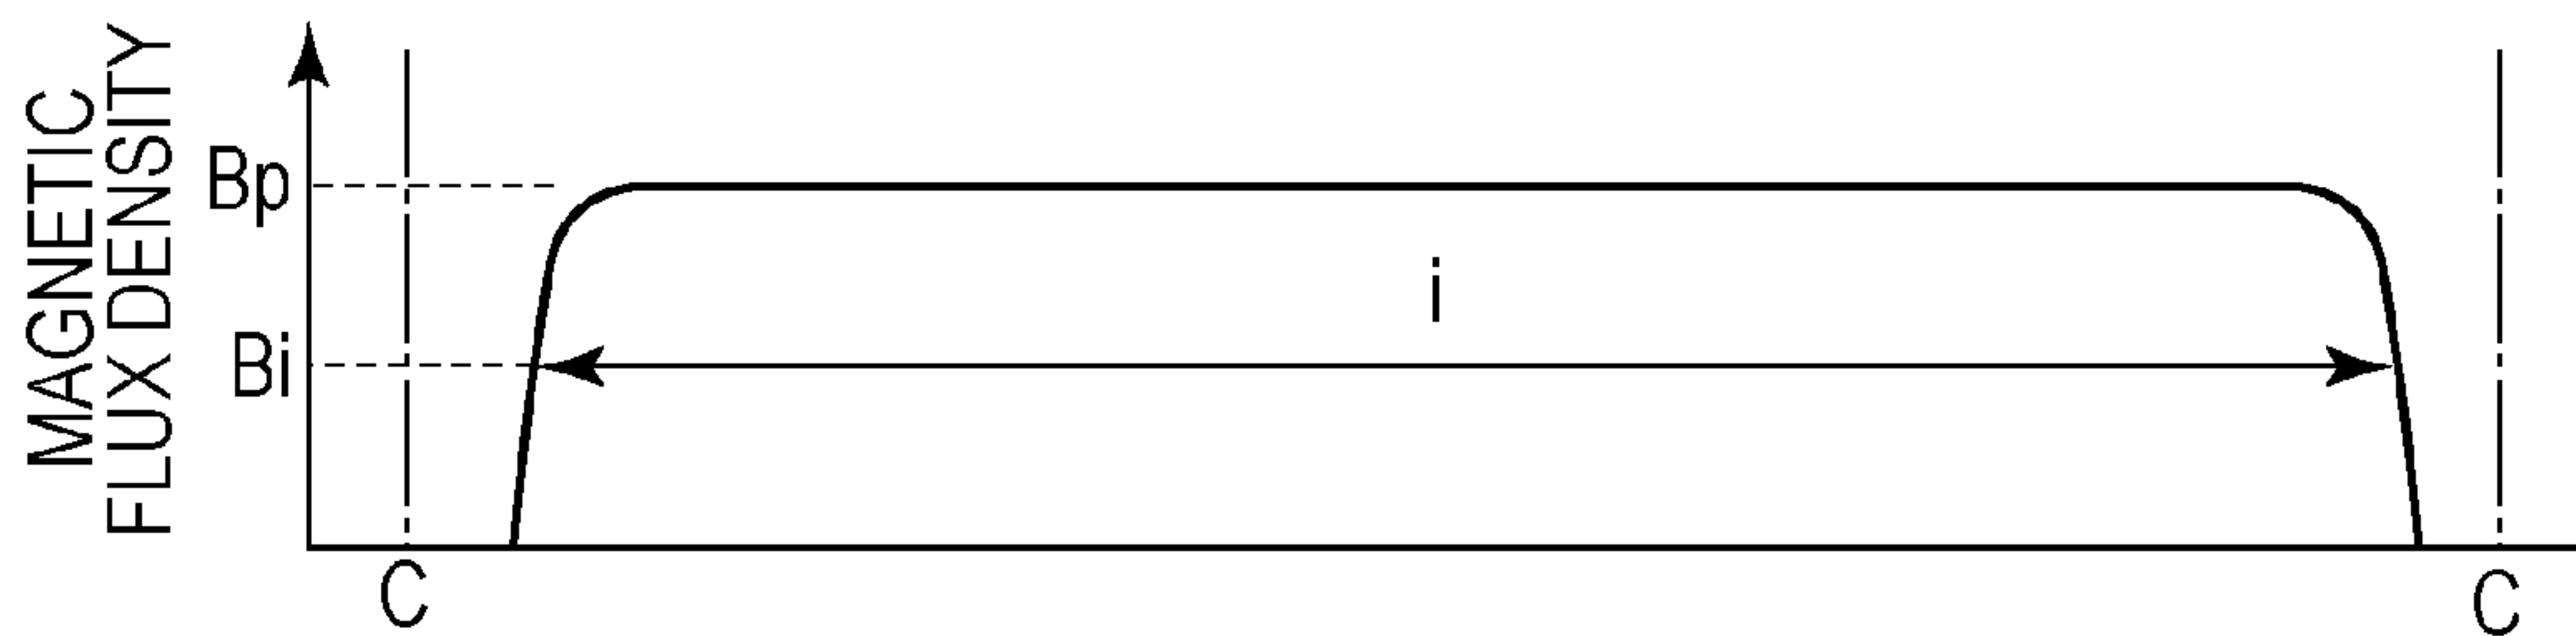 MAGNETIC
FLUX DENSITY
Bp
Bi
i
C
C